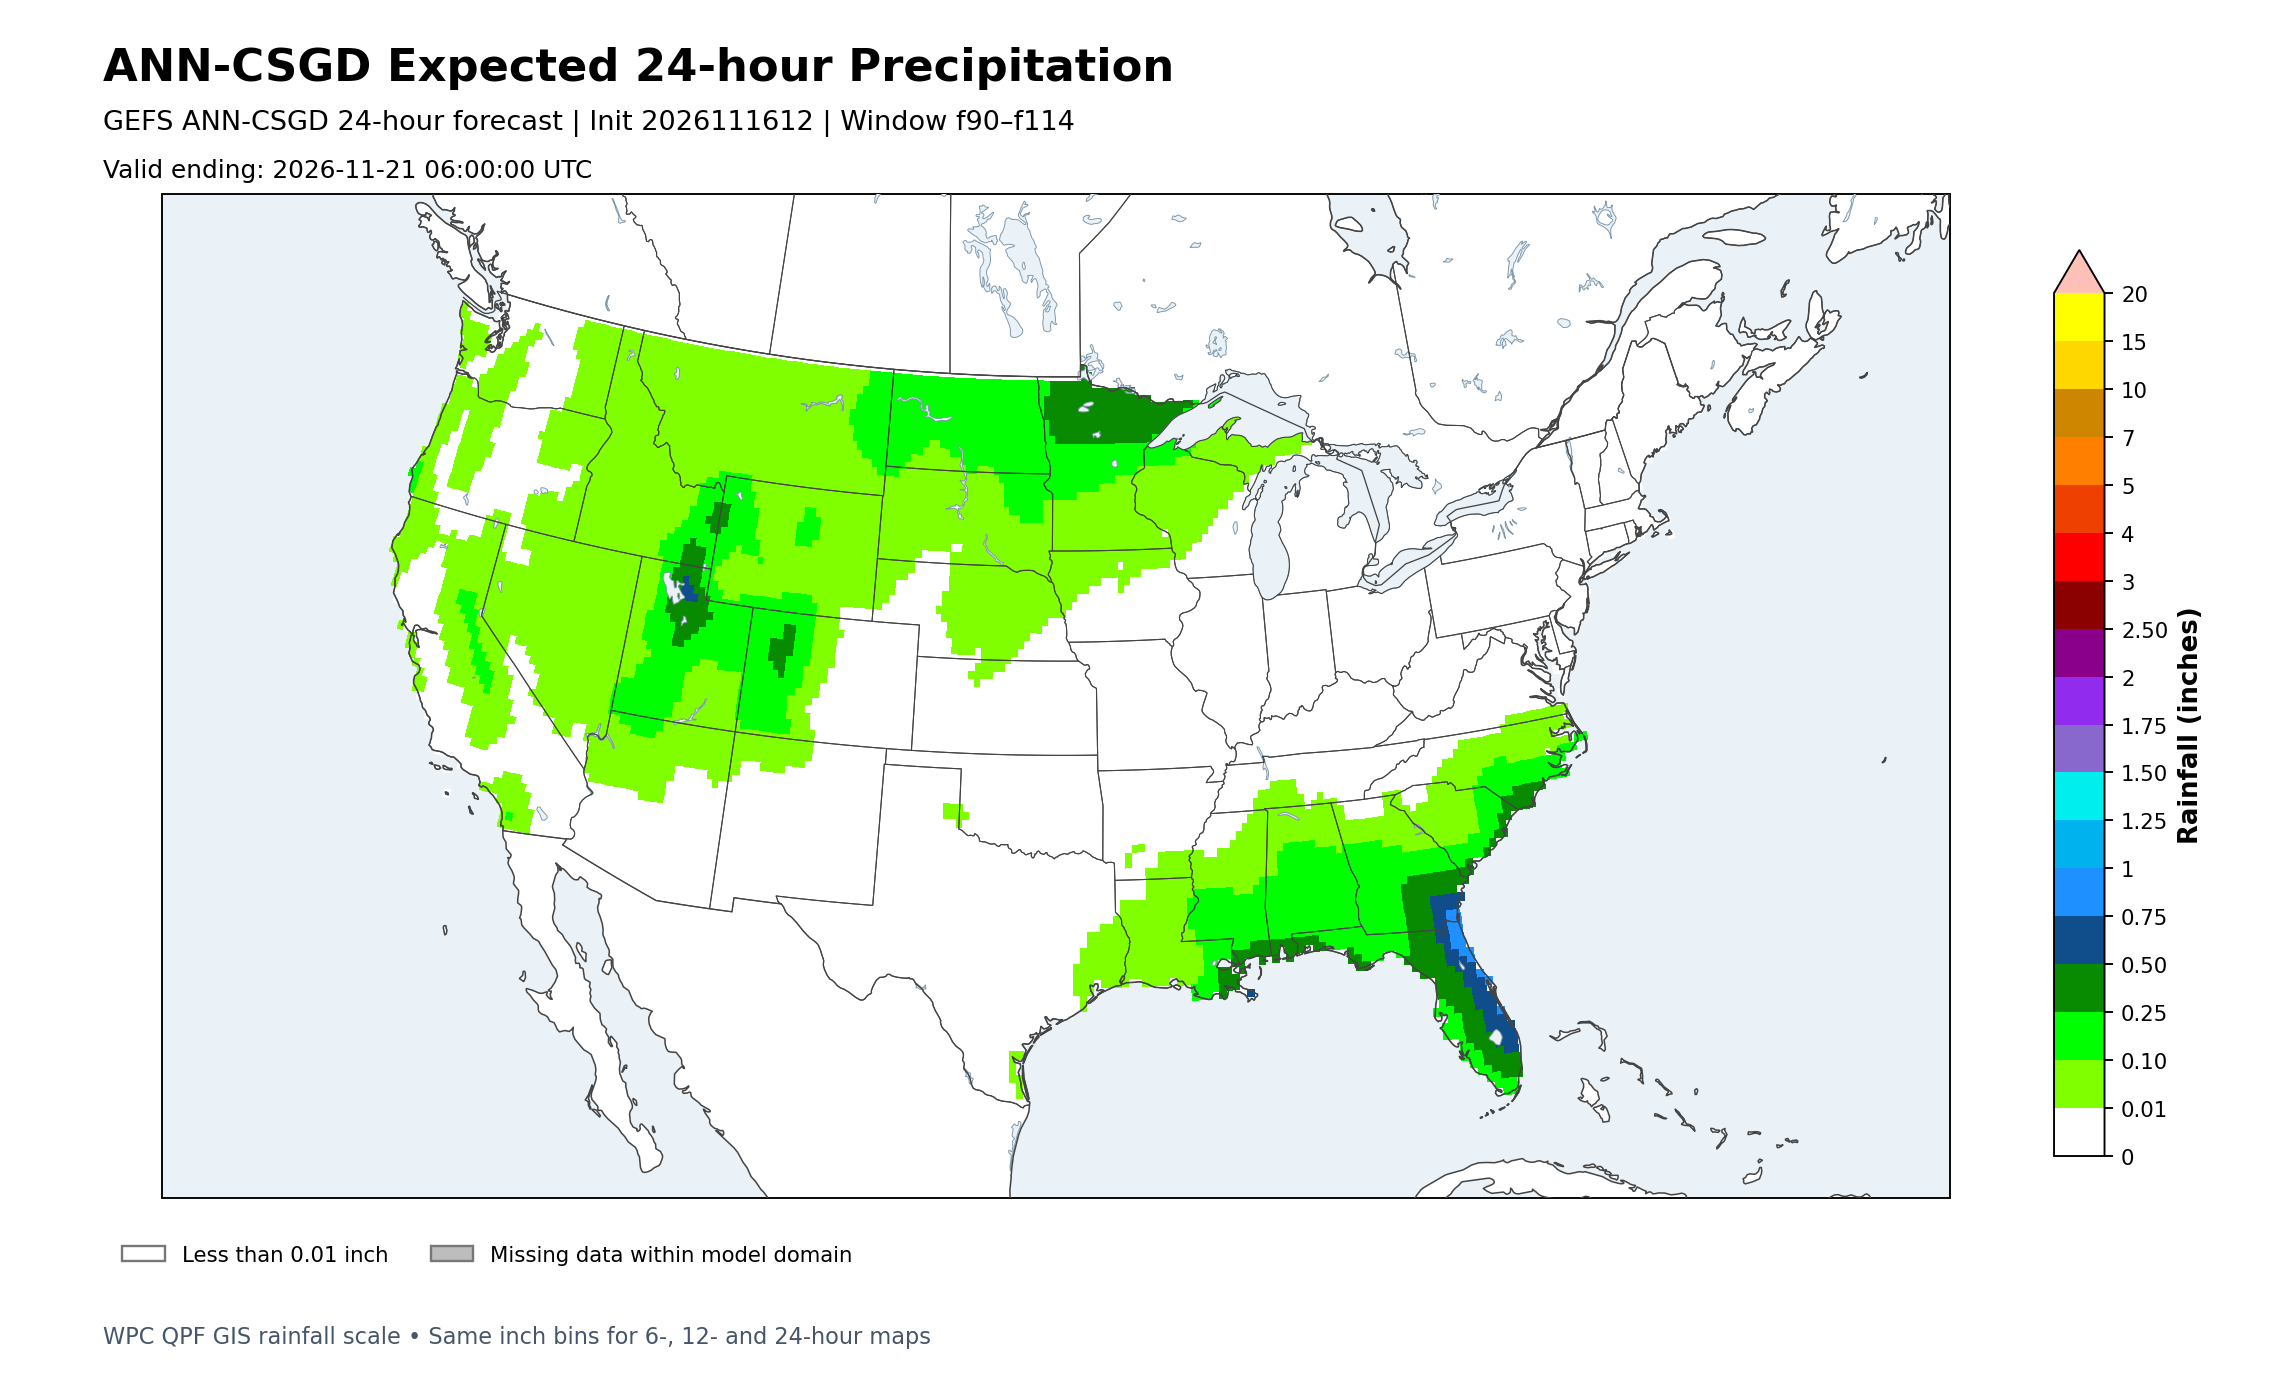 ANN-CSGD Expected 24-hour Precipitation
GEFS ANN-CSGD 24-hour forecast | Init 2026111612 | Window f90–f114
Valid ending: 2026-11-21 06:00:00 UTC
20
15
10
7
5
4
3
2.50
2
1.75
1.50
1.25
1
0.75
0.50
0.25
0.10
0.01
0
Rainfall (inches)
Less than 0.01 inch
Missing data within model domain
WPC QPF GIS rainfall scale • Same inch bins for 6-, 12- and 24-hour maps